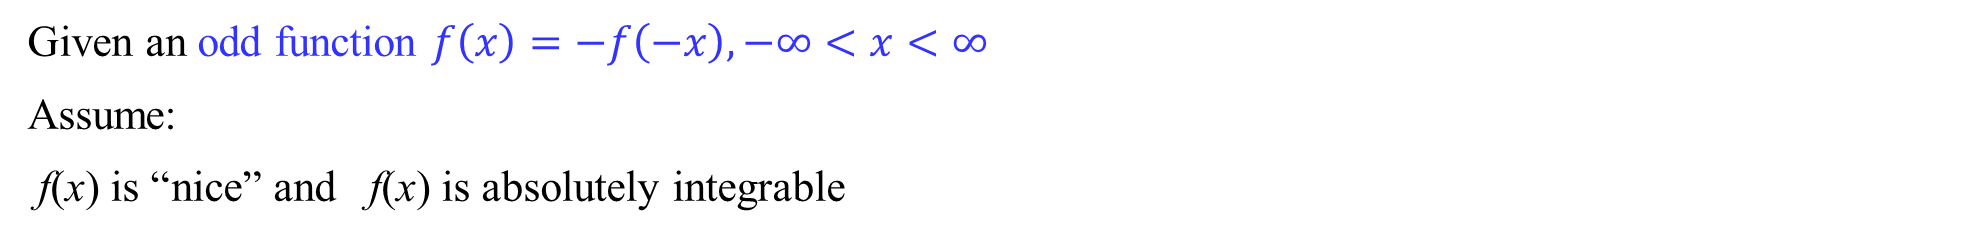 Given an odd function f(x) = −f(−x), −∞ < x < ∞
Assume:
f(x) is “nice” and f(x) is absolutely integrable